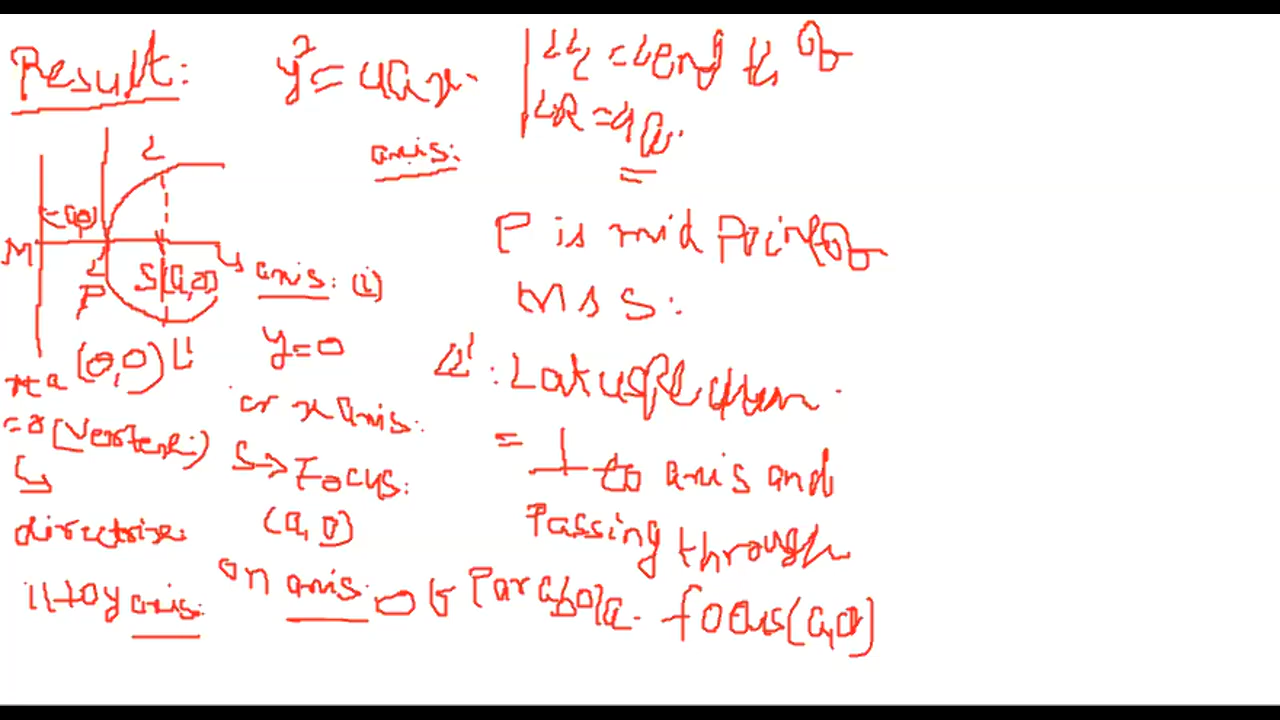 Result:
y² = 4ax.
axis:
L
(-a,0)
M
P
S(a,0)
L'
(0,0)
x+a
=0 (Vertex)
directrix:
11 to y axis:
axis: (i)
y=0
or x axis:
S → Focus:
(a,0)
on axis: of Parabola.
= length of
LR = 4a.
P is mid Point of
M & S:
LL': Latus Rectum
= ⊥ to axis and
Passing through
focus (a,0)